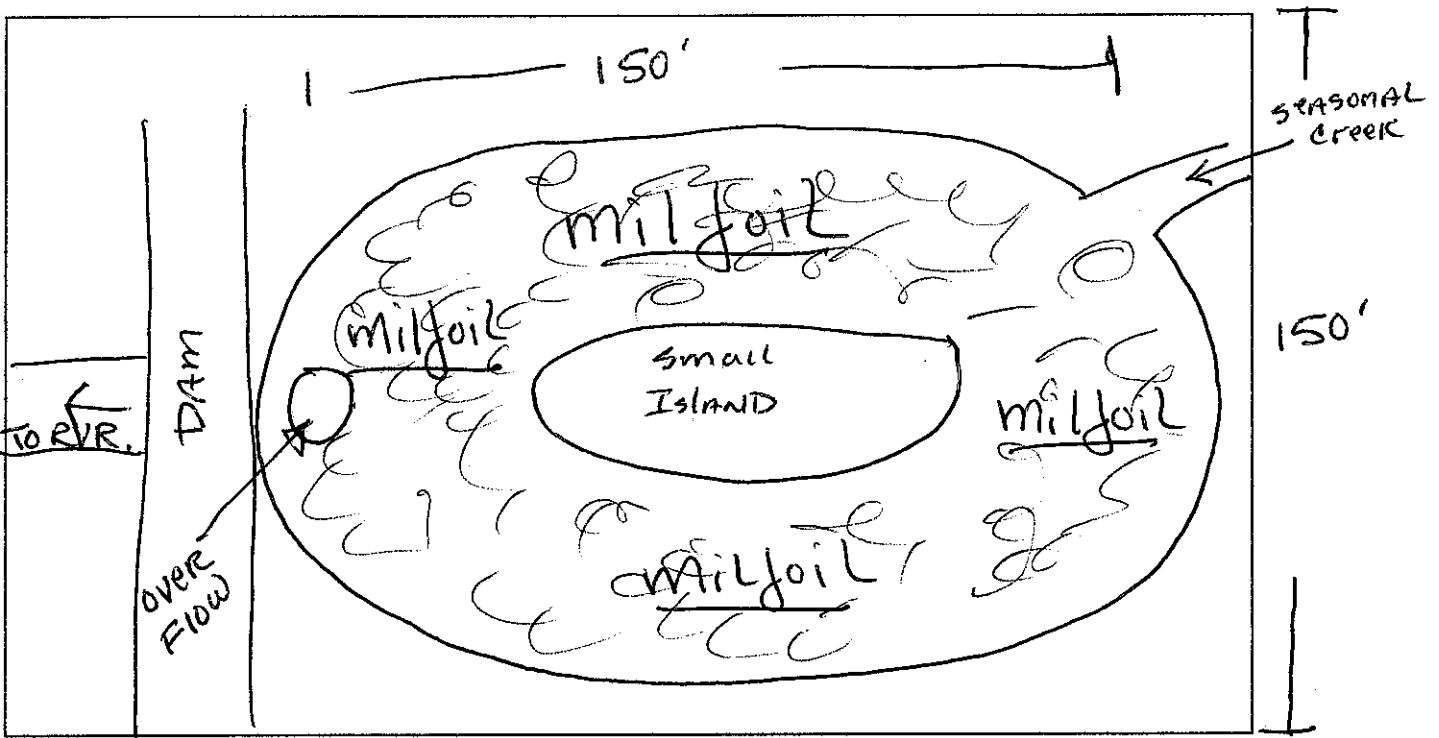 150'
SEASONAL
Creek
milfoil
milfoil
150'
Small
ISLAND
DAM
milfoil
TO RVR.
OVER
FLOW
milfoil